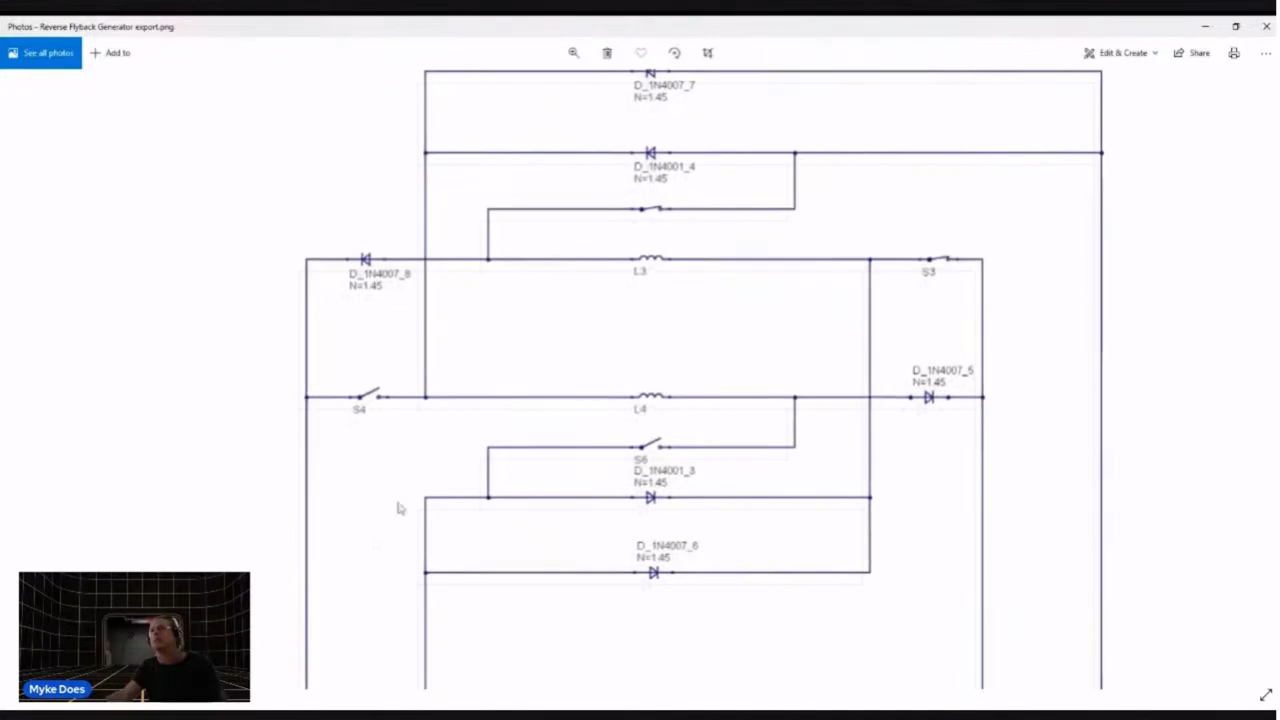 Photos - Reverse Flyback Generator export.png
See all photos
Add to
Edit & Create
Share
D_1N4007_7
N=1.45
D_1N4001_4
N=1.45
D_1N4007_8
N=1.45
L3
S3
D_1N4007_5
N=1.45
S4
L4
S6
D_1N4001_3
N=1.45
D_1N4007_6
N=1.45
Myke Does